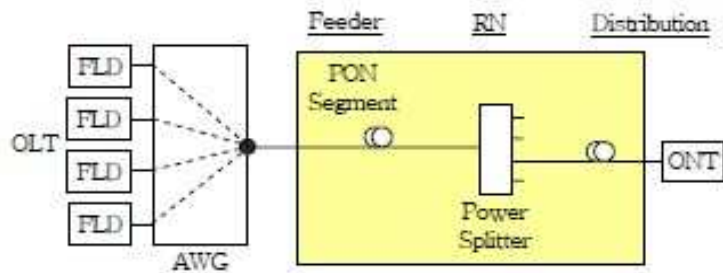 Feeder RN Distribution
FLD
FLD
FLD
FLD
OLT
AWG
PON
Segment
Power
Splitter
ONT